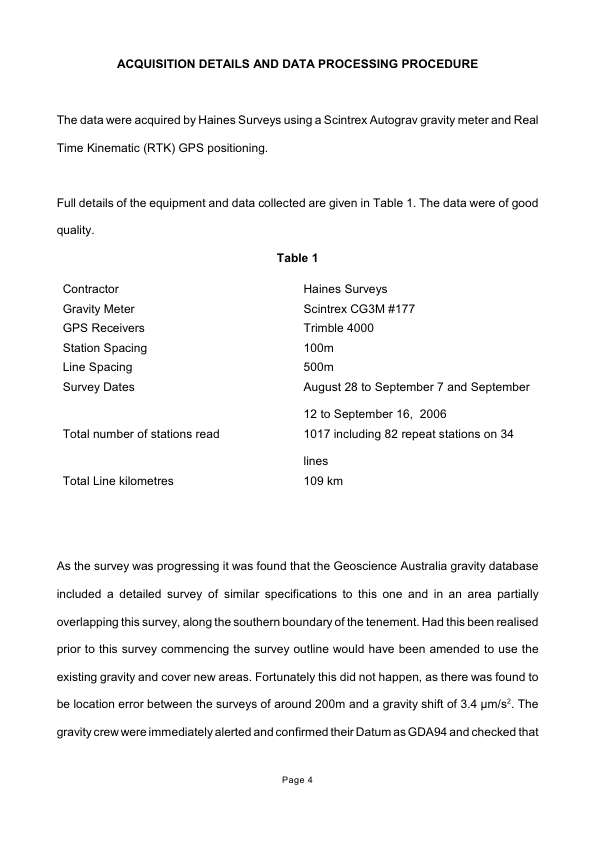 ACQUISITION DETAILS AND DATA PROCESSING PROCEDURE
The data were acquired by Haines Surveys using a Scintrex Autograv gravity meter and Real
Time Kinematic (RTK) GPS positioning.
Full details of the equipment and data collected are given in Table 1. The data were of good
quality.
Table 1
Contractor Haines Surveys
Gravity Meter Scintrex CG3M #177
GPS Receivers Trimble 4000
Station Spacing 100m
Line Spacing 500m
Survey Dates August 28 to September 7 and September
12 to September 16, 2006
Total number of stations read 1017 including 82 repeat stations on 34
lines
Total Line kilometres 109 km
As the survey was progressing it was found that the Geoscience Australia gravity database
included a detailed survey of similar specifications to this one and in an area partially
overlapping this survey, along the southern boundary of the tenement. Had this been realised
prior to this survey commencing the survey outline would have been amended to use the
existing gravity and cover new areas. Fortunately this did not happen, as there was found to
be location error between the surveys of around 200m and a gravity shift of 3.4 µm/s². The
gravity crew were immediately alerted and confirmed their Datum as GDA94 and checked that
Page 4